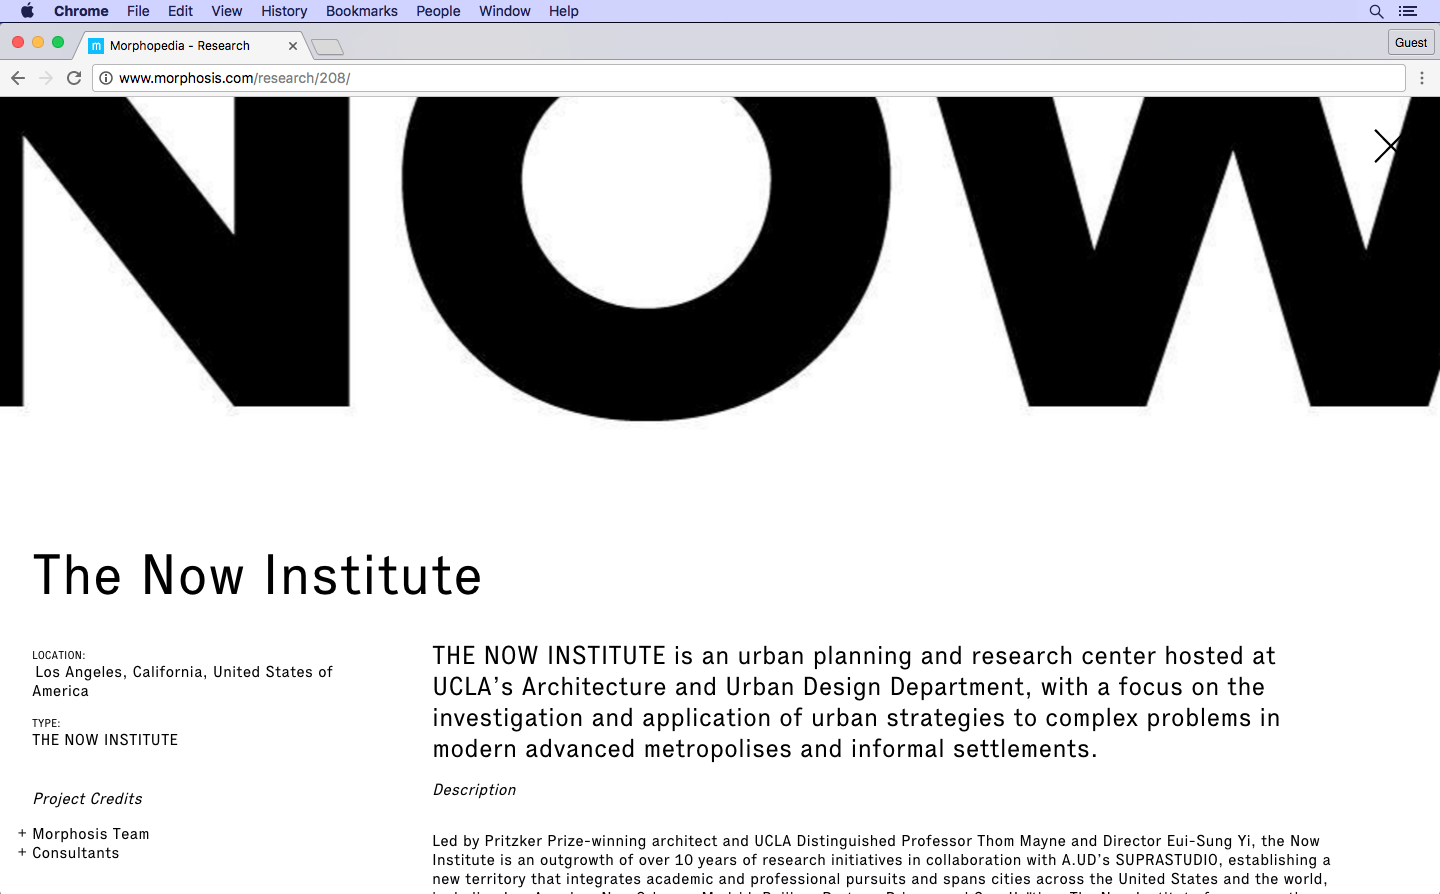 Chrome File Edit View History Bookmarks People Window Help
m Morphopedia - Research
Guest
www.morphosis.com/research/208/
NOW
The Now Institute
LOCATION:
Los Angeles, California, United States of
America
TYPE:
THE NOW INSTITUTE
Project Credits
+ Morphosis Team
+ Consultants
THE NOW INSTITUTE is an urban planning and research center hosted at
UCLA’s Architecture and Urban Design Department, with a focus on the
investigation and application of urban strategies to complex problems in
modern advanced metropolises and informal settlements.
Description
Led by Pritzker Prize-winning architect and UCLA Distinguished Professor Thom Mayne and Director Eui-Sung Yi, the Now
Institute is an outgrowth of over 10 years of research initiatives in collaboration with A.UD’s SUPRASTUDIO, establishing a
new territory that integrates academic and professional pursuits and spans cities across the United States and the world,